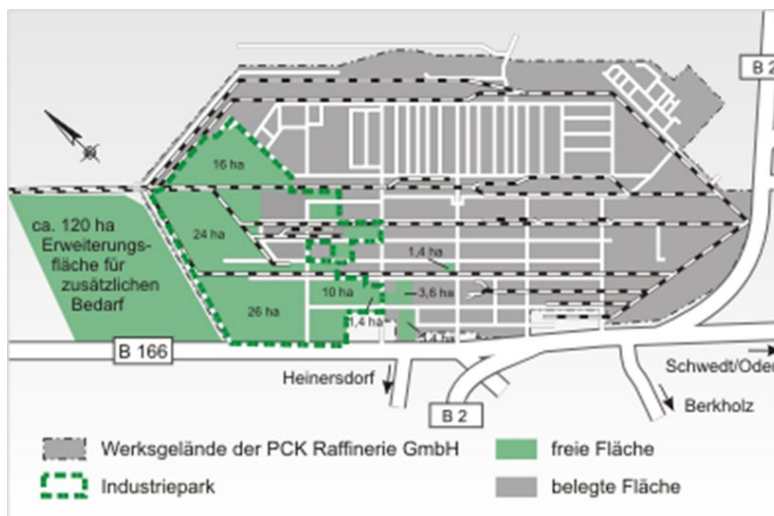 B 2
16 ha
ca. 120 ha
Erweiterungs-
fläche für
zusätzlichen
Bedarf
24 ha
1,4 ha
26 ha
10 ha
3,6 ha
1,4 ha
B 166
Heinersdorf
B 2
Schwedt/Oder
Berkholz
Werksgelände der PCK Raffinerie GmbH
freie Fläche
Industriepark
belegte Fläche